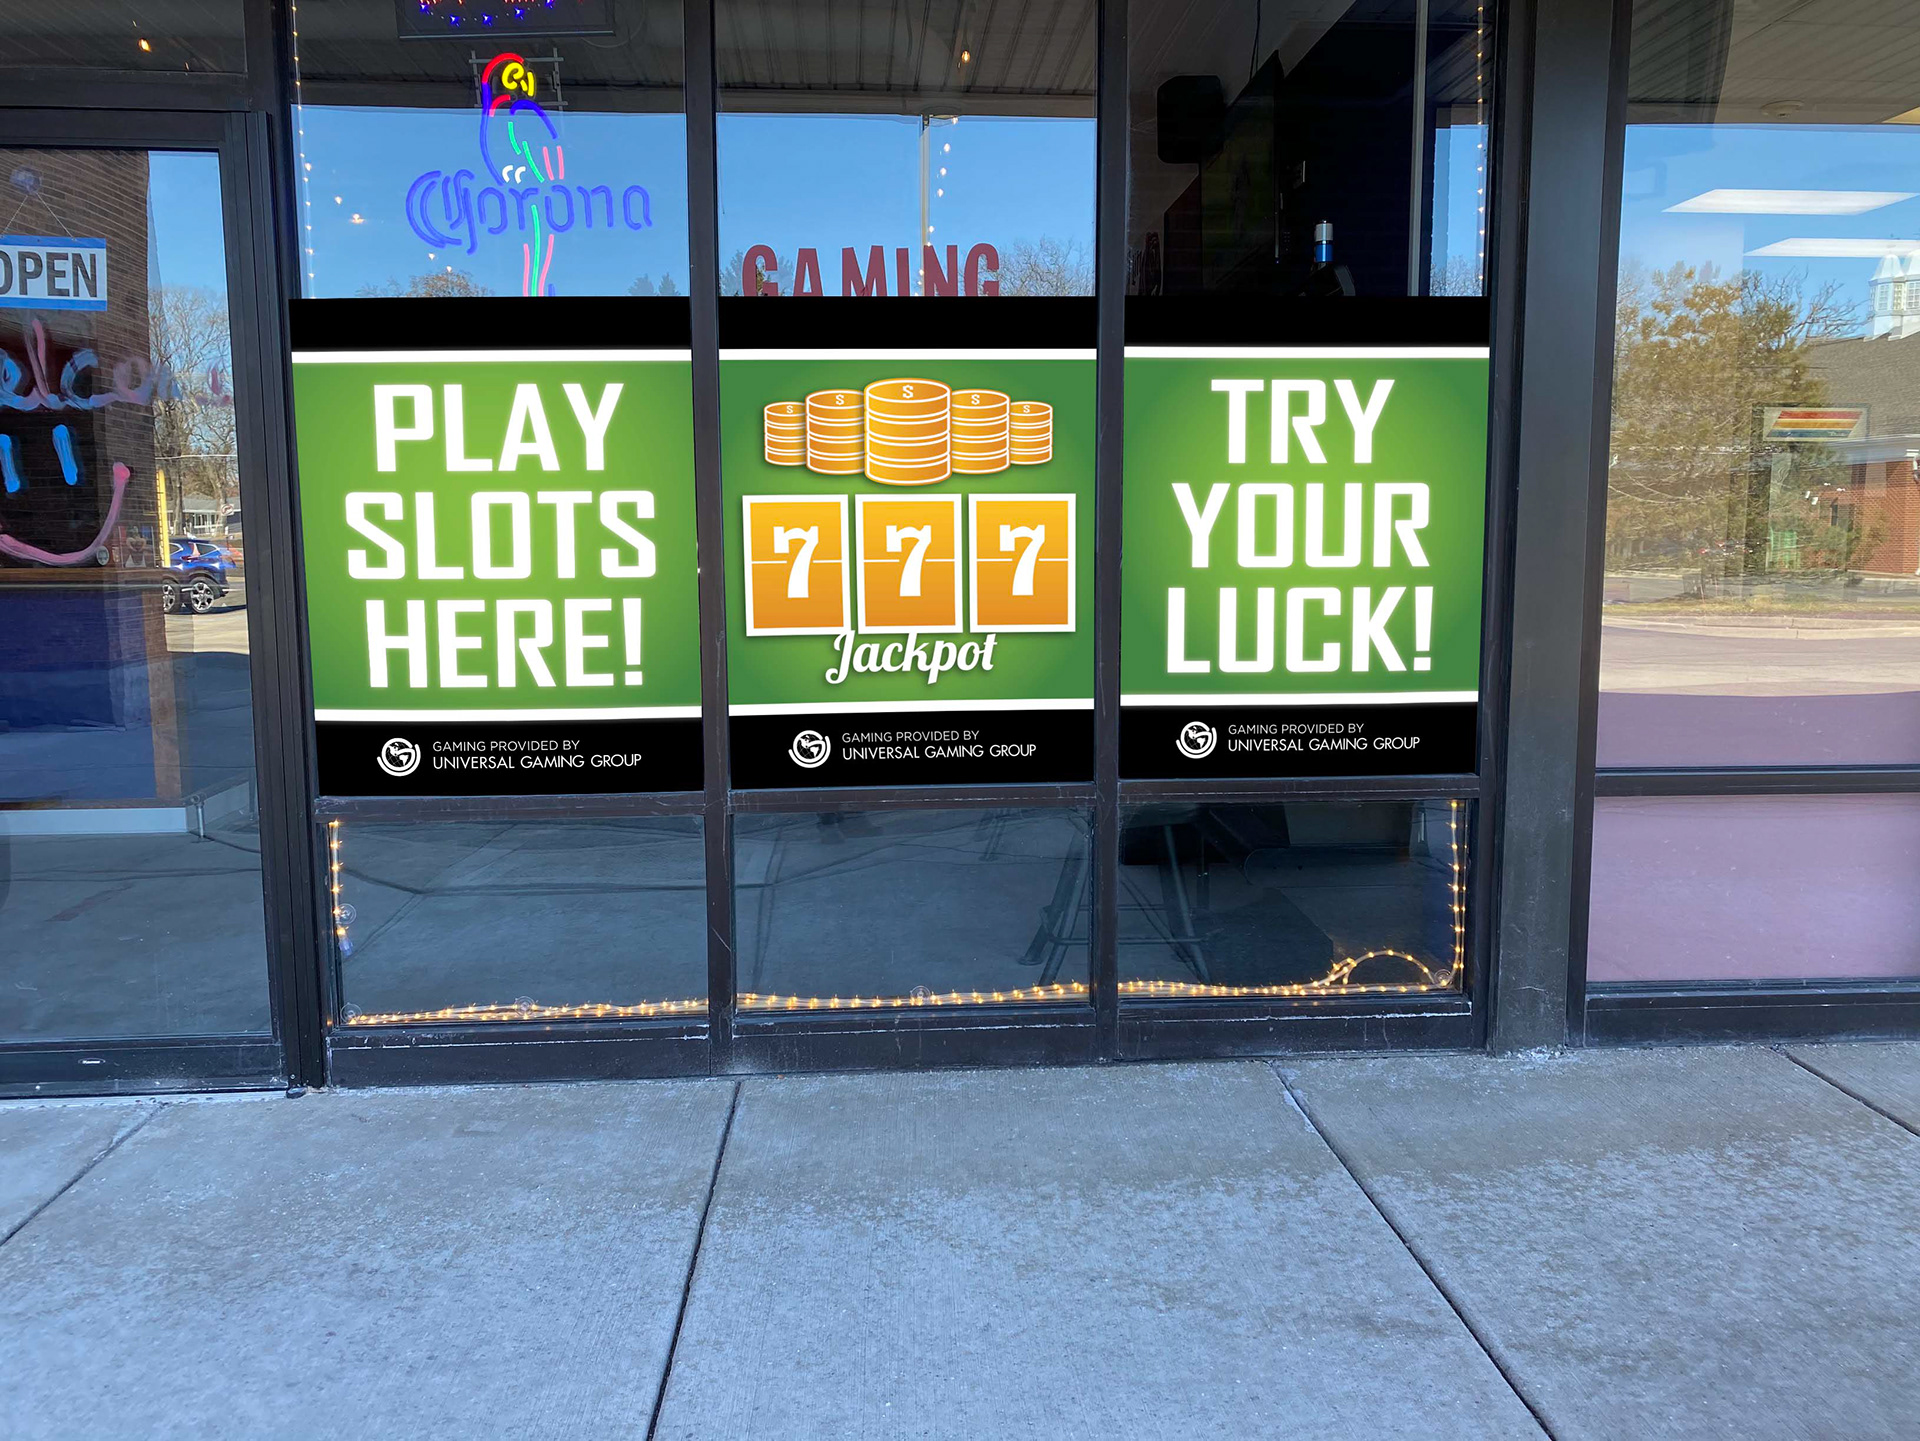 Corona
GAMING
OPEN
PLAY
SLOTS
HERE!
GAMING PROVIDED BY
UNIVERSAL GAMING GROUP
$ $ $ $ $
7 7 7
Jackpot
GAMING PROVIDED BY
UNIVERSAL GAMING GROUP
TRY
YOUR
LUCK!
GAMING PROVIDED BY
UNIVERSAL GAMING GROUP